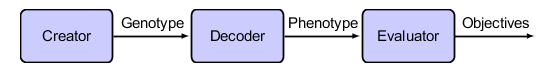 Creator Genotype Decoder Phenotype Evaluator Objectives